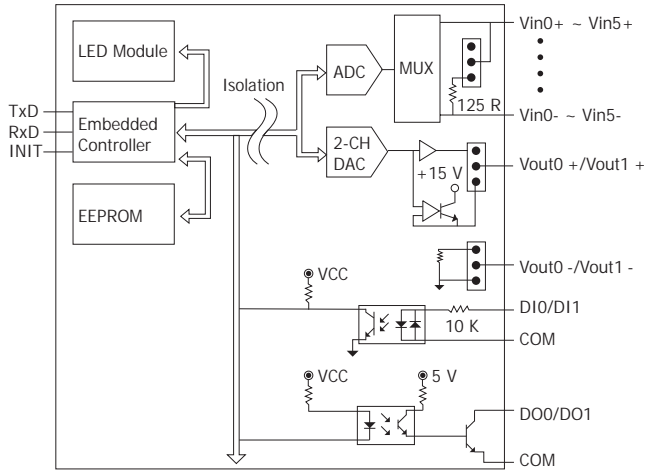 LED Module
TxD
RxD
INIT
Embedded
Controller
EEPROM
Isolation
ADC
MUX
125 R
Vin0+ ~ Vin5+
Vin0- ~ Vin5-
2-CH
DAC
+15 V
Vout0 +/Vout1 +
Vout0 -/Vout1 -
VCC
10 K
DI0/DI1
COM
VCC
5 V
DO0/DO1
COM